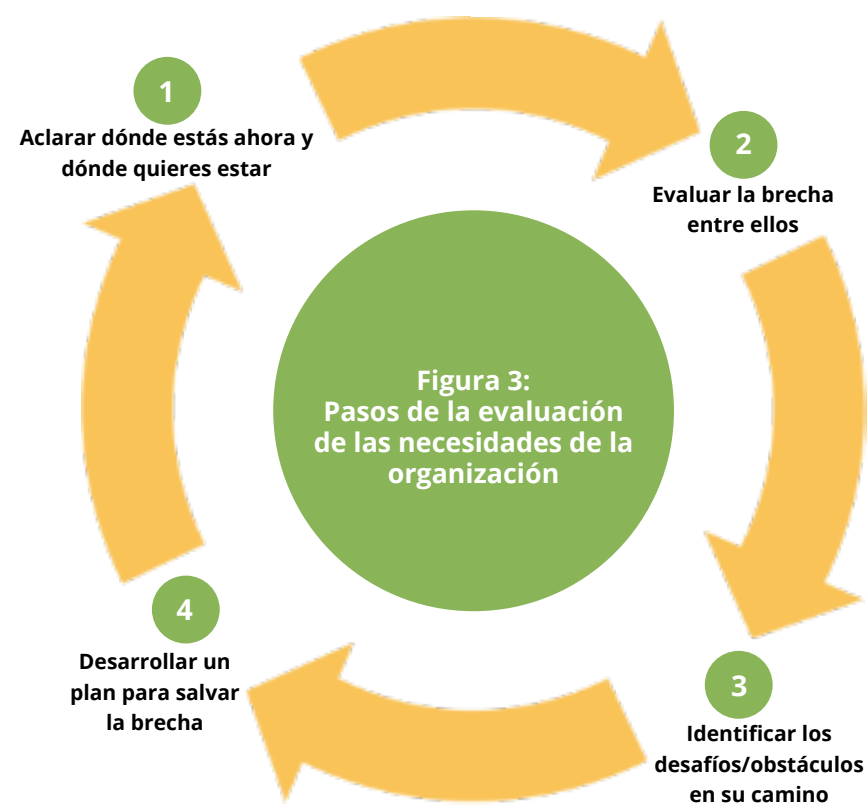 1
Aclarar dónde estás ahora y
dónde quieres estar
2
Evaluar la brecha
entre ellos
Figura 3:
Pasos de la evaluación
de las necesidades de la
organización
3
Identificar los
desafíos/obstáculos
en su camino
4
Desarrollar un
plan para salvar
la brecha